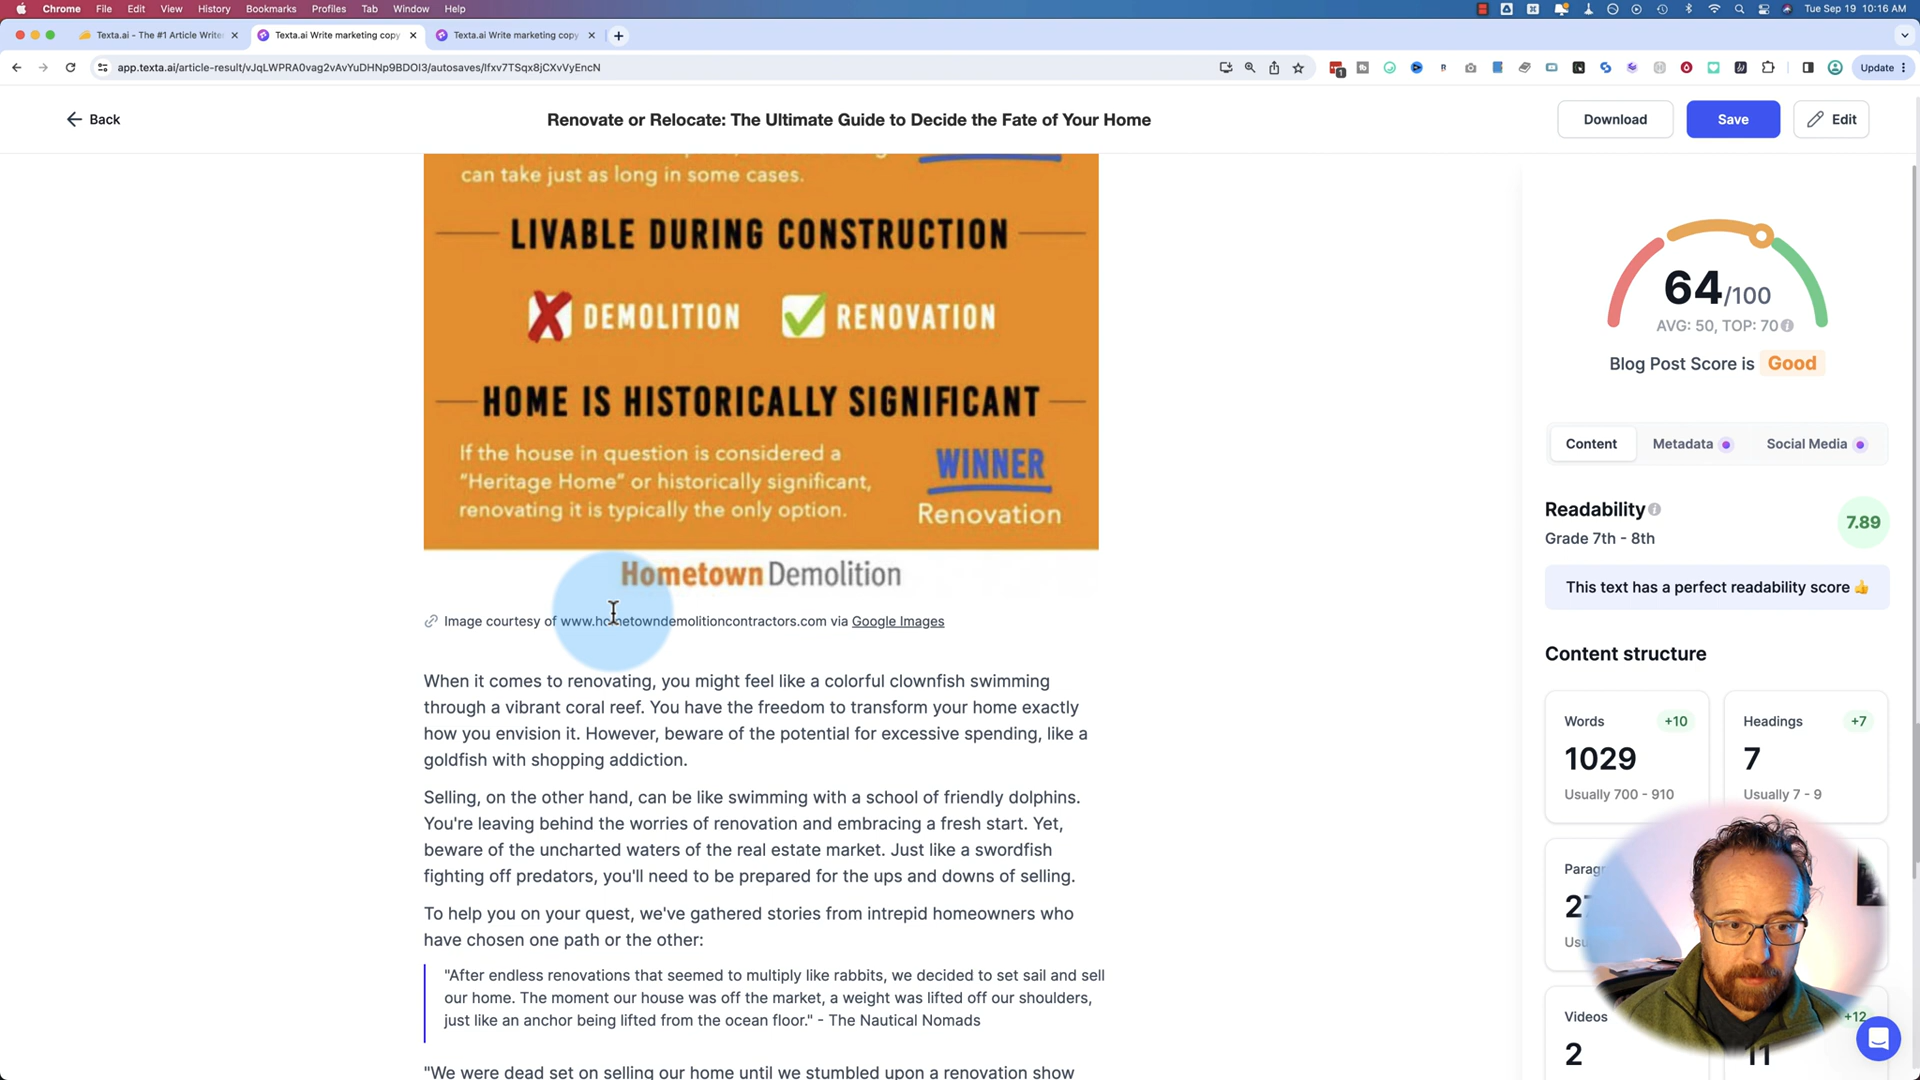 Chrome File Edit View History Bookmarks Profiles Tab Window Help Tue Sep 19 10:16 AM
Texta.ai - The #1 Article Write Texta.ai Write marketing copy Texta.ai Write marketing copy
app.texta.ai/article-result/vJqLWPRA0vag2vAvYuDHNp9BDOI3/autosaves/Ifxv7TSqx8jCXvVyEncN Update
Back Renovate or Relocate: The Ultimate Guide to Decide the Fate of Your Home Download Save Edit
can take just as long in some cases.
LIVABLE DURING CONSTRUCTION
DEMOLITION RENOVATION
HOME IS HISTORICALLY SIGNIFICANT
If the house in question is considered a
"Heritage Home" or historically significant,
renovating it is typically the only option.
WINNER
Renovation
Hometown Demolition
Image courtesy of www.hometowndemolitioncontractors.com via Google Images
When it comes to renovating, you might feel like a colorful clownfish swimming
through a vibrant coral reef. You have the freedom to transform your home exactly
how you envision it. However, beware of the potential for excessive spending, like a
goldfish with shopping addiction.
Selling, on the other hand, can be like swimming with a school of friendly dolphins.
You're leaving behind the worries of renovation and embracing a fresh start. Yet,
beware of the uncharted waters of the real estate market. Just like a swordfish
fighting off predators, you'll need to be prepared for the ups and downs of selling.
To help you on your quest, we've gathered stories from intrepid homeowners who
have chosen one path or the other:
"After endless renovations that seemed to multiply like rabbits, we decided to set sail and sell
our home. The moment our house was off the market, a weight was lifted off our shoulders,
just like an anchor being lifted from the ocean floor." - The Nautical Nomads
"We were dead set on selling our home until we stumbled upon a renovation show
64/100
AVG: 50, TOP: 70
Blog Post Score is Good
Content Metadata Social Media
Readability
Grade 7th - 8th
7.89
This text has a perfect readability score 👍
Content structure
Words +10
1029
Usually 700 - 910
Headings +7
7
Usually 7 - 9
Videos
2
+12
11